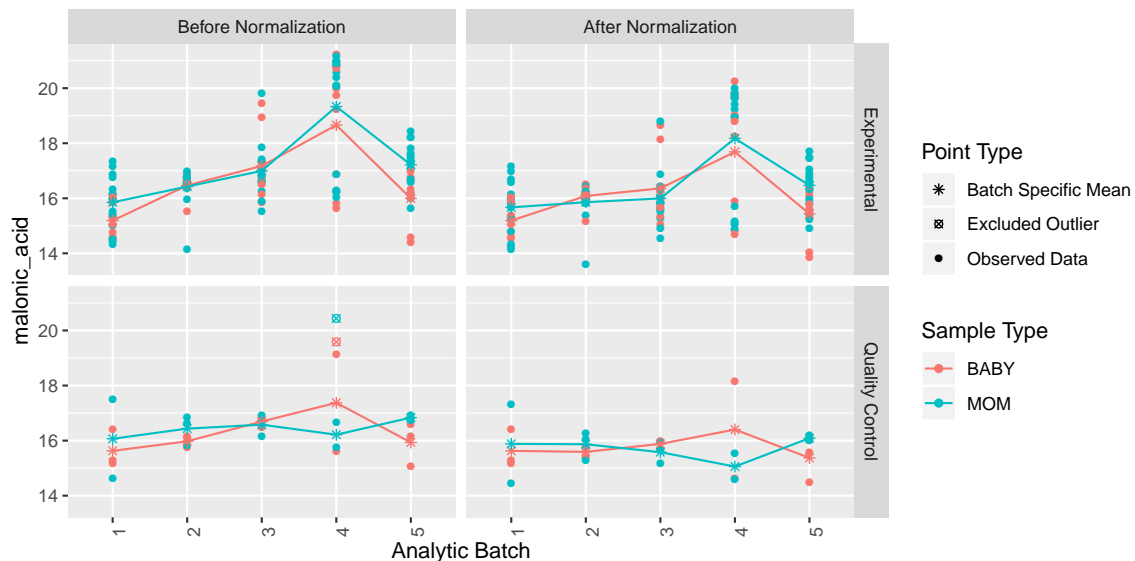 Before Normalization
After Normalization
20
18
16
14
Experimental
20
18
16
14
Quality Control
malonic_acid
1
2
3
4
5
1
2
3
4
5
Analytic Batch
Point Type
Batch Specific Mean
Excluded Outlier
Observed Data
Sample Type
BABY
MOM